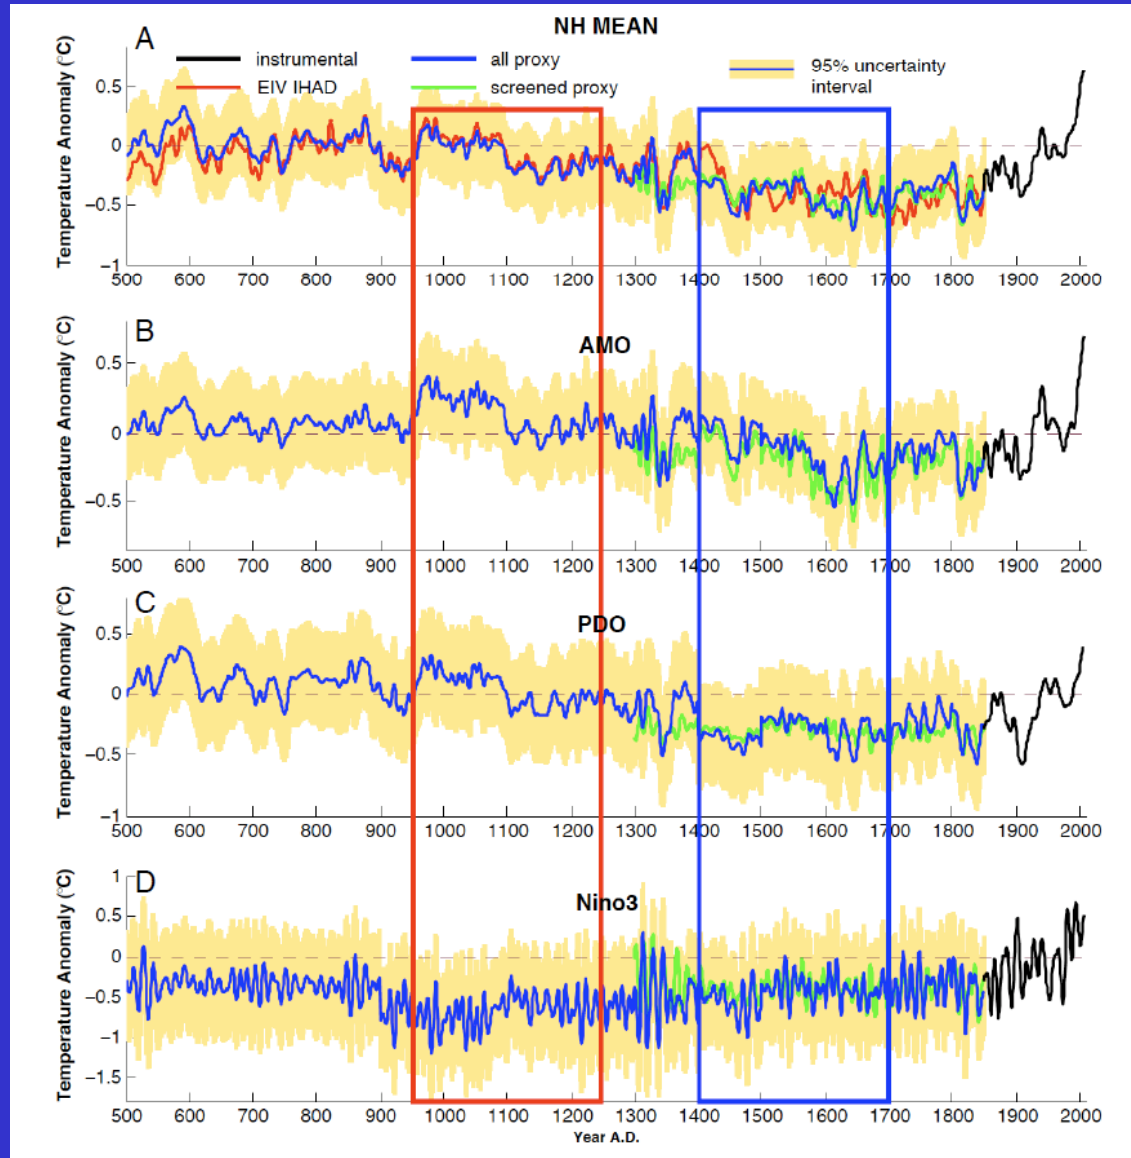 NH MEAN
A
instrumental
all proxy
95% uncertainty
interval
EIV IHAD
screened proxy
Temperature Anomaly (°C)
0.5
0
−0.5
−1
500 600 700 800 900 1000 1100 1200 1300 1400 1500 1600 1700 1800 1900 2000
B
AMO
Temperature Anomaly (°C)
0.5
0
−0.5
500 600 700 800 900 1000 1100 1200 1300 1400 1500 1600 1700 1800 1900 2000
C
PDO
Temperature Anomaly (°C)
0.5
0
−0.5
−1
500 600 700 800 900 1000 1100 1200 1300 1400 1500 1600 1700 1800 1900 2000
D
Nino3
Temperature Anomaly (°C)
1
0.5
0
−0.5
−1
−1.5
500 600 700 800 900 1000 1100 1200 1300 1400 1500 1600 1700 1800 1900 2000
Year A.D.